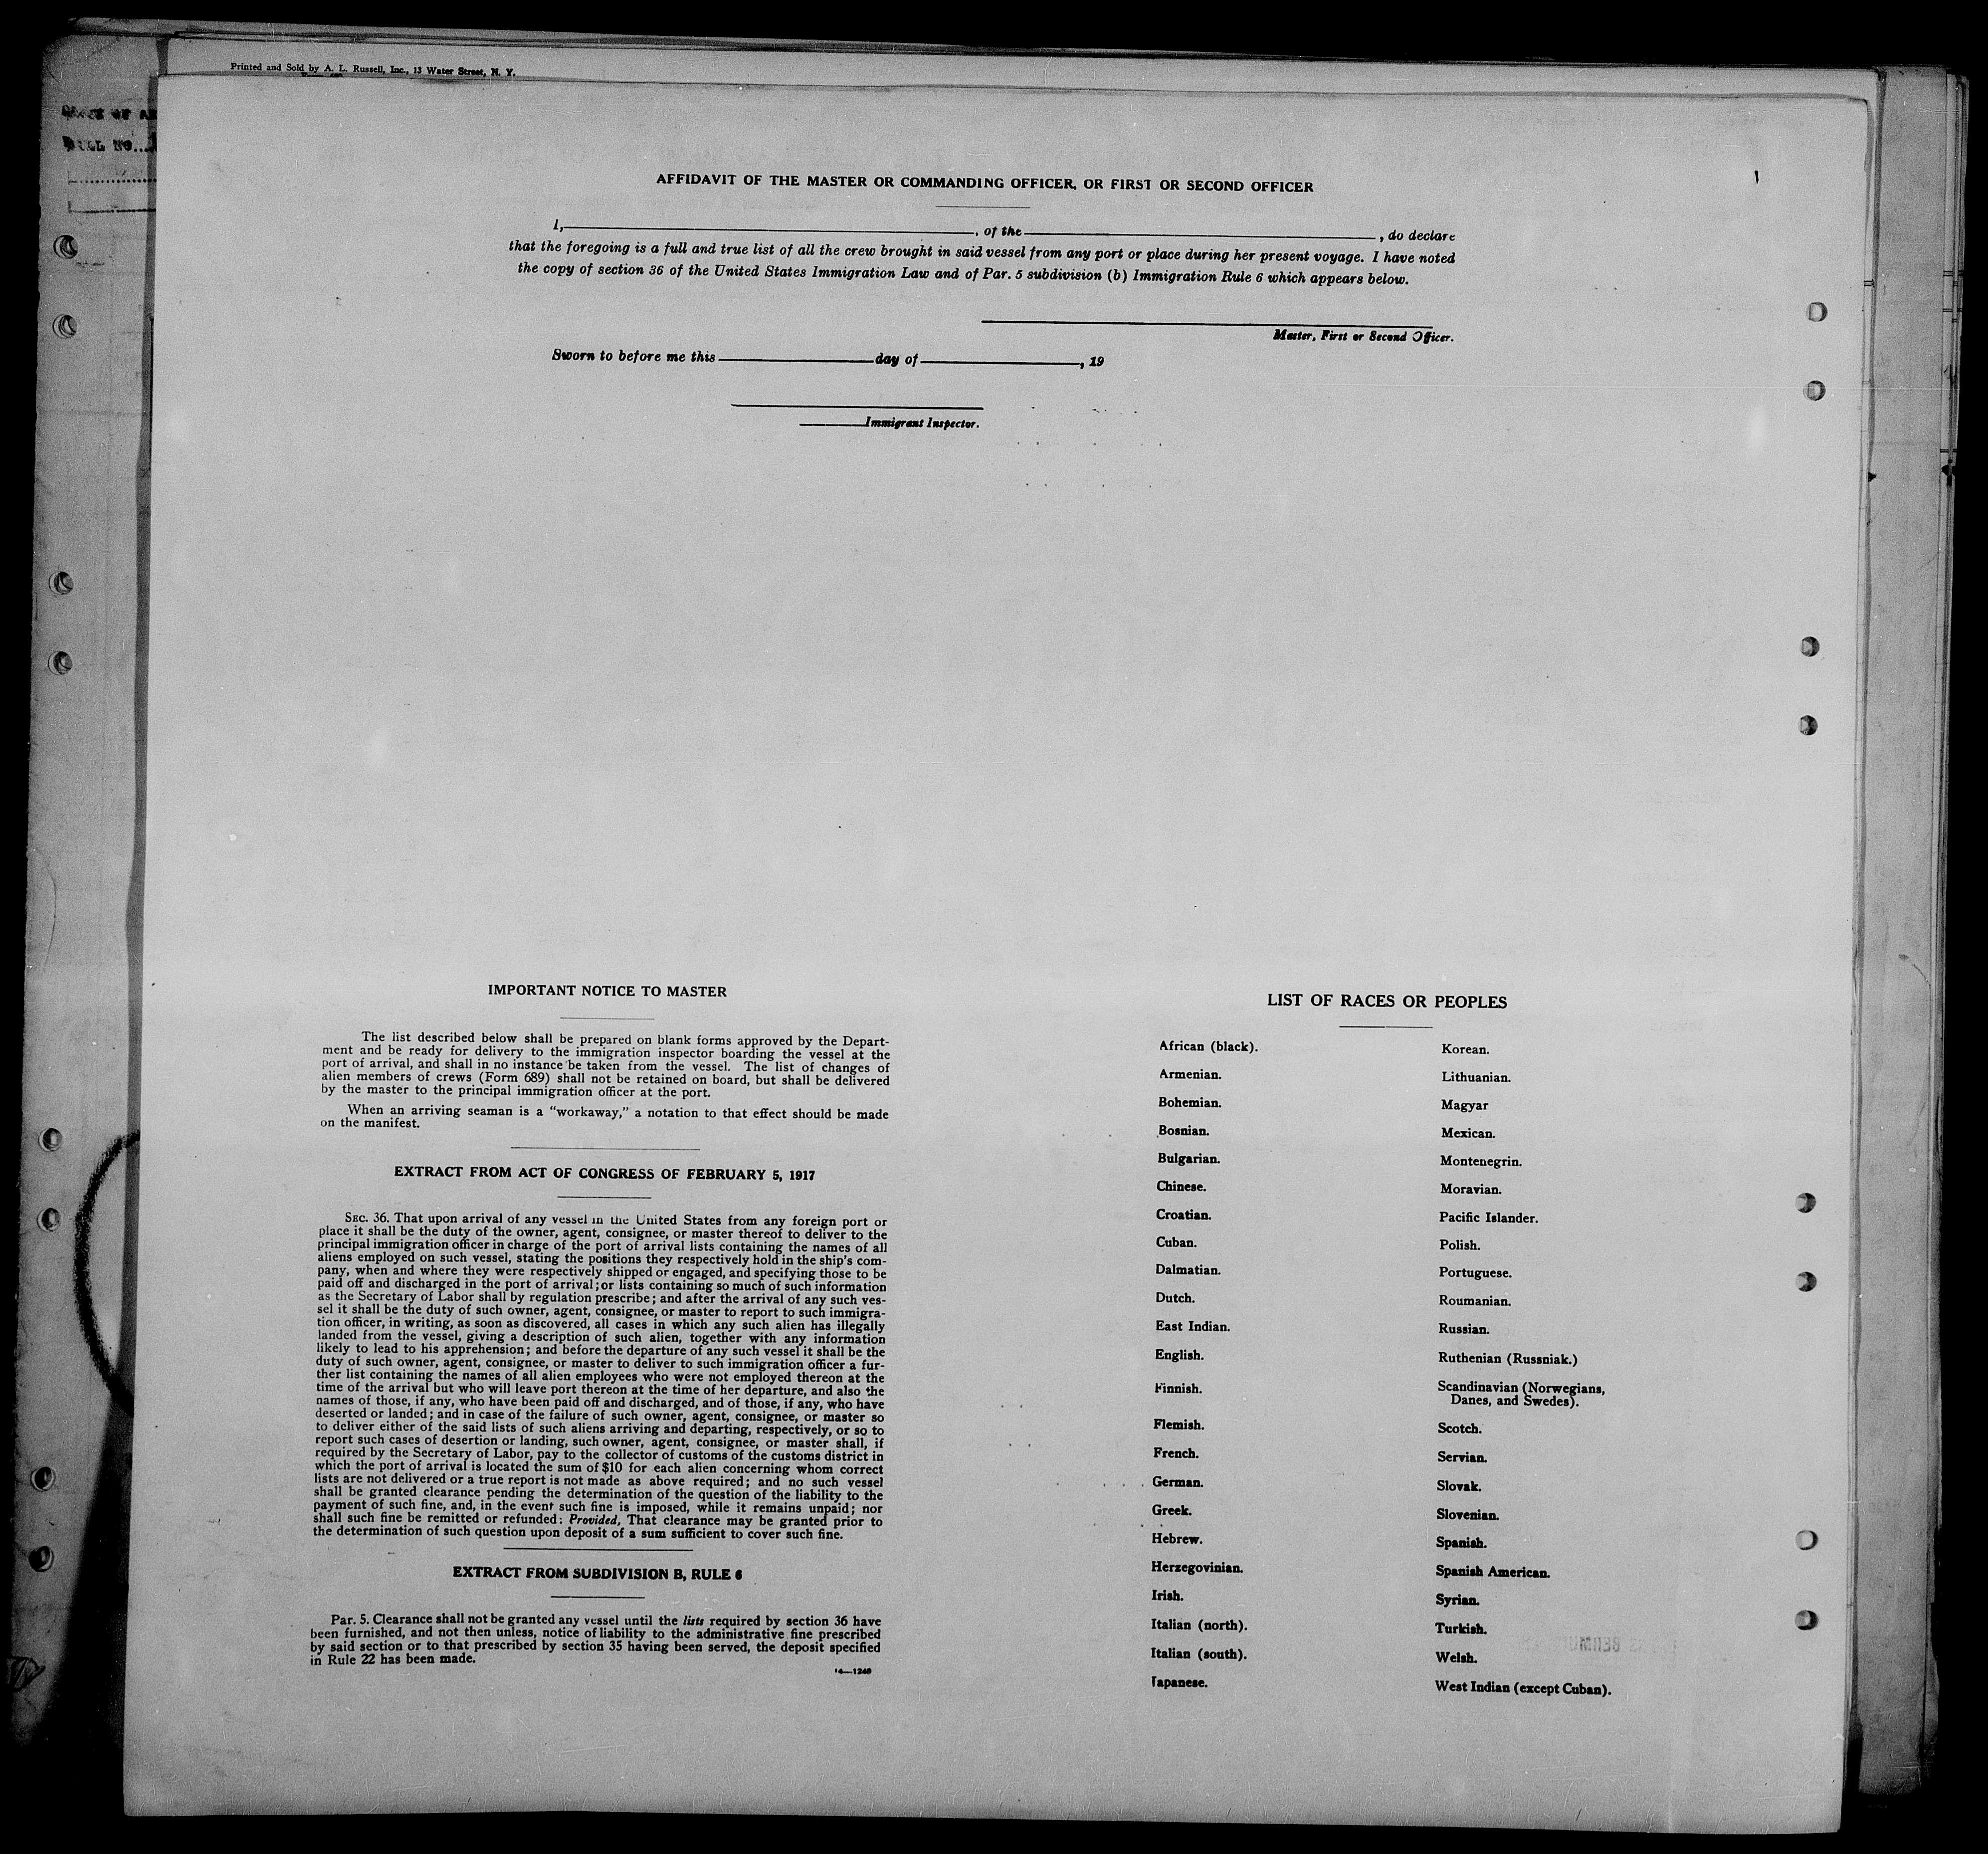 Printed and Sold by A. L. Russell, Inc., 13 Water Street, N. Y.
AFFIDAVIT OF THE MASTER OR COMMANDING OFFICER, OR FIRST OR SECOND OFFICER
I, , of the , do declare
that the foregoing is a full and true list of all the crew brought in said vessel from any port or place during her present voyage. I have noted
the copy of section 36 of the United States Immigration Law and of Par. 5 subdivision (b) Immigration Rule 6 which appears below.
Master, First or Second Officer.
Sworn to before me this day of , 19
Immigrant Inspector.
IMPORTANT NOTICE TO MASTER
The list described below shall be prepared on blank forms approved by the Depart-
ment and be ready for delivery to the immigration inspector boarding the vessel at the
port of arrival, and shall in no instance be taken from the vessel. The list of changes of
alien members of crews (Form 689) shall not be retained on board, but shall be delivered
by the master to the principal immigration officer at the port.
When an arriving seaman is a "workaway," a notation to that effect should be made
on the manifest.
EXTRACT FROM ACT OF CONGRESS OF FEBRUARY 5, 1917
SEC. 36. That upon arrival of any vessel in the United States from any foreign port or
place it shall be the duty of the owner, agent, consignee, or master thereof to deliver to the
principal immigration officer in charge of the port of arrival lists containing the names of all
aliens employed on such vessel, stating the positions they respectively hold in the ship's com-
pany, when and where they were respectively shipped or engaged, and specifying those to be
paid off and discharged in the port of arrival; or lists containing so much of such information
as the Secretary of Labor shall by regulation prescribe; and after the arrival of any such ves-
sel it shall be the duty of such owner, agent, consignee, or master to report to such immigra-
tion officer, in writing, as soon as discovered, all cases in which any such alien has illegally
landed from the vessel, giving a description of such alien, together with any information
likely to lead to his apprehension; and before the departure of any such vessel it shall be the
duty of such owner, agent, consignee, or master to deliver to such immigration officer a fur-
ther list containing the names of all alien employees who were not employed thereon at the
time of the arrival but who will leave port thereon at the time of her departure, and also the
names of those, if any, who have been paid off and discharged, and of those, if any, who have
deserted or landed; and in case of the failure of such owner, agent, consignee, or master so
to deliver either of the said lists of such aliens arriving and departing, respectively, or so to
report such cases of desertion or landing, such owner, agent, consignee, or master shall, if
required by the Secretary of Labor, pay to the collector of customs of the customs district in
which the port of arrival is located the sum of $10 for each alien concerning whom correct
lists are not delivered or a true report is not made as above required; and no such vessel
shall be granted clearance pending the determination of the question of the liability to the
payment of such fine, and, in the event such fine is imposed, while it remains unpaid; nor
shall such fine be remitted or refunded: Provided, That clearance may be granted prior to
the determination of such question upon deposit of a sum sufficient to cover such fine.
EXTRACT FROM SUBDIVISION B, RULE 6
Par. 5. Clearance shall not be granted any vessel until the lists required by section 36 have
been furnished, and not then unless, notice of liability to the administrative fine prescribed
by said section or to that prescribed by section 35 having been served, the deposit specified
in Rule 22 has been made.
14—1240
LIST OF RACES OR PEOPLES
African (black).
Armenian.
Bohemian.
Bosnian.
Bulgarian.
Chinese.
Croatian.
Cuban.
Dalmatian.
Dutch.
East Indian.
English.
Finnish.
Flemish.
French.
German.
Greek.
Hebrew.
Herzegovinian.
Irish.
Italian (north).
Italian (south).
Japanese.
Korean.
Lithuanian.
Magyar
Mexican.
Montenegrin.
Moravian.
Pacific Islander.
Polish.
Portuguese.
Roumanian.
Russian.
Ruthenian (Russniak.)
Scandinavian (Norwegians,
Danes, and Swedes).
Scotch.
Servian.
Slovak.
Slovenian.
Spanish.
Spanish American.
Syrian.
Turkish.
Welsh.
West Indian (except Cuban).